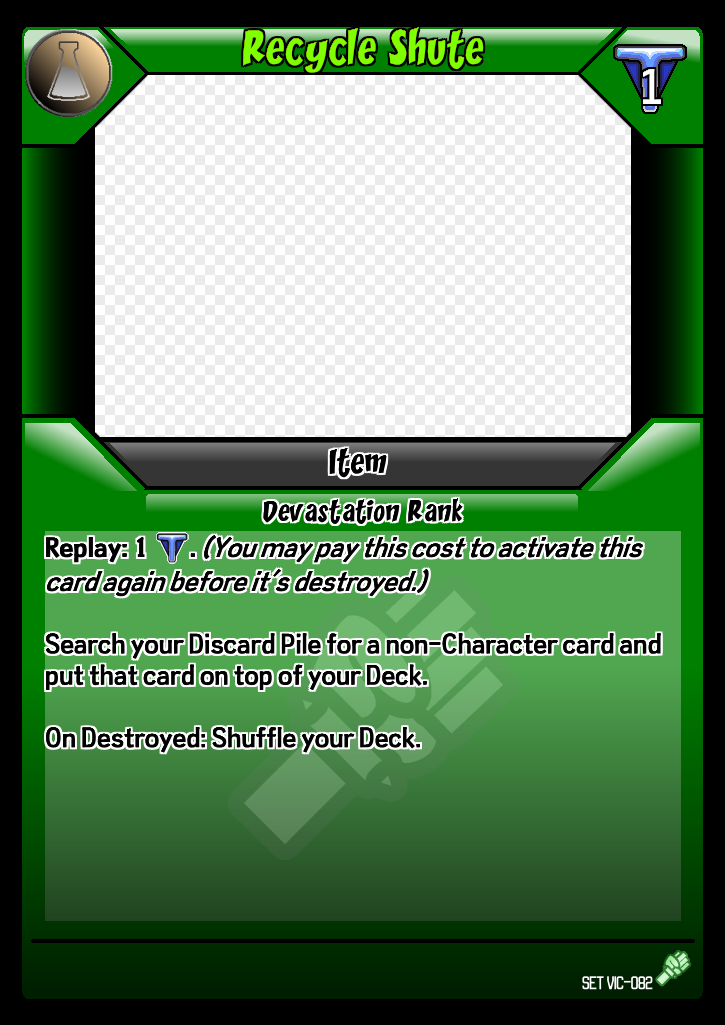 Recycle Shute
1
Item
Devastation Rank
Replay: 1 T. (You may pay this cost to activate this
card again before it's destroyed.)
Search your Discard Pile for a non-Character card and
put that card on top of your Deck.
On Destroyed: Shuffle your Deck.
SET VIC-082